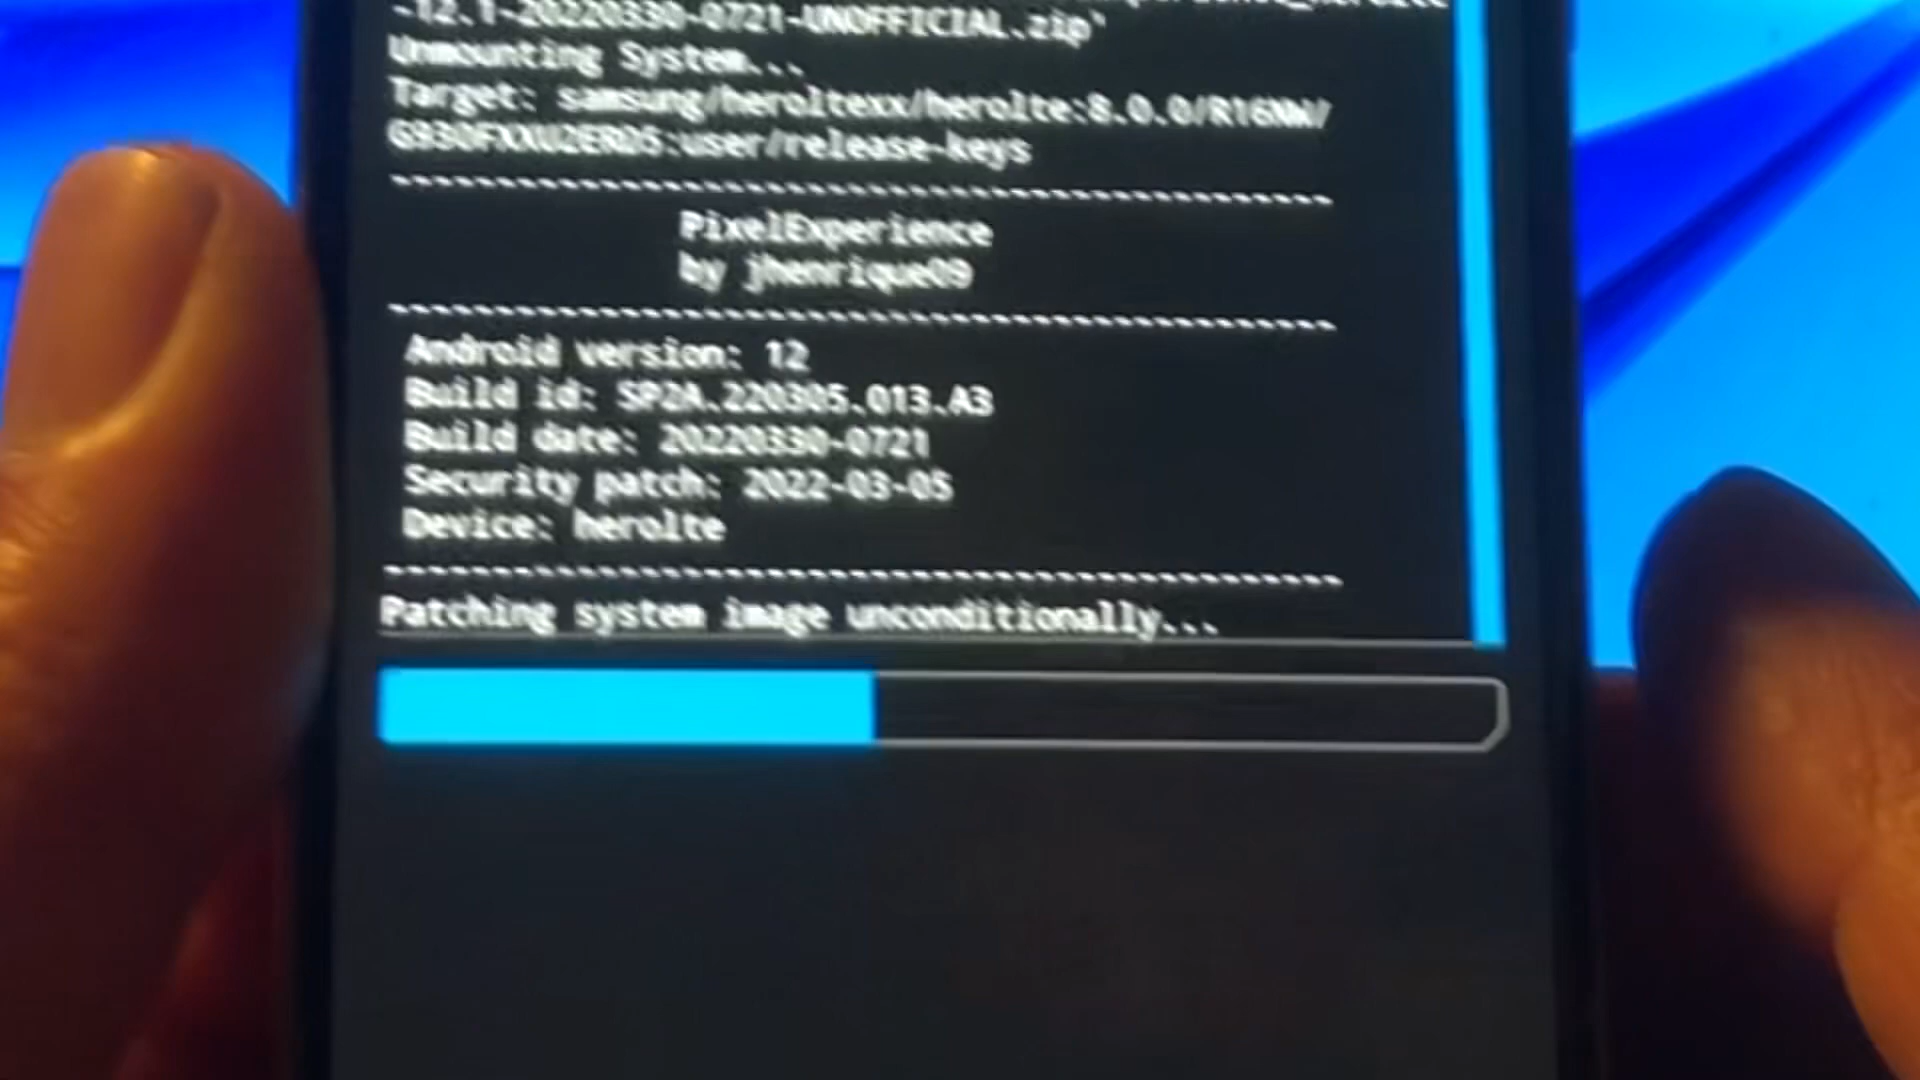 -12.1-20220330-0721-UNOFFICIAL.zip'
Unmounting System...
Target: samsung/heroltexx/herolte:8.0.0/R16NW/
G930FXXU2ERD5:user/release-keys
PixelExperience
by jhenrique09
Android version: 12
Build id: SP2A.220305.013.A3
Build date: 20220330-0721
Security patch: 2022-03-05
Device: herolte
Patching system image unconditionally...